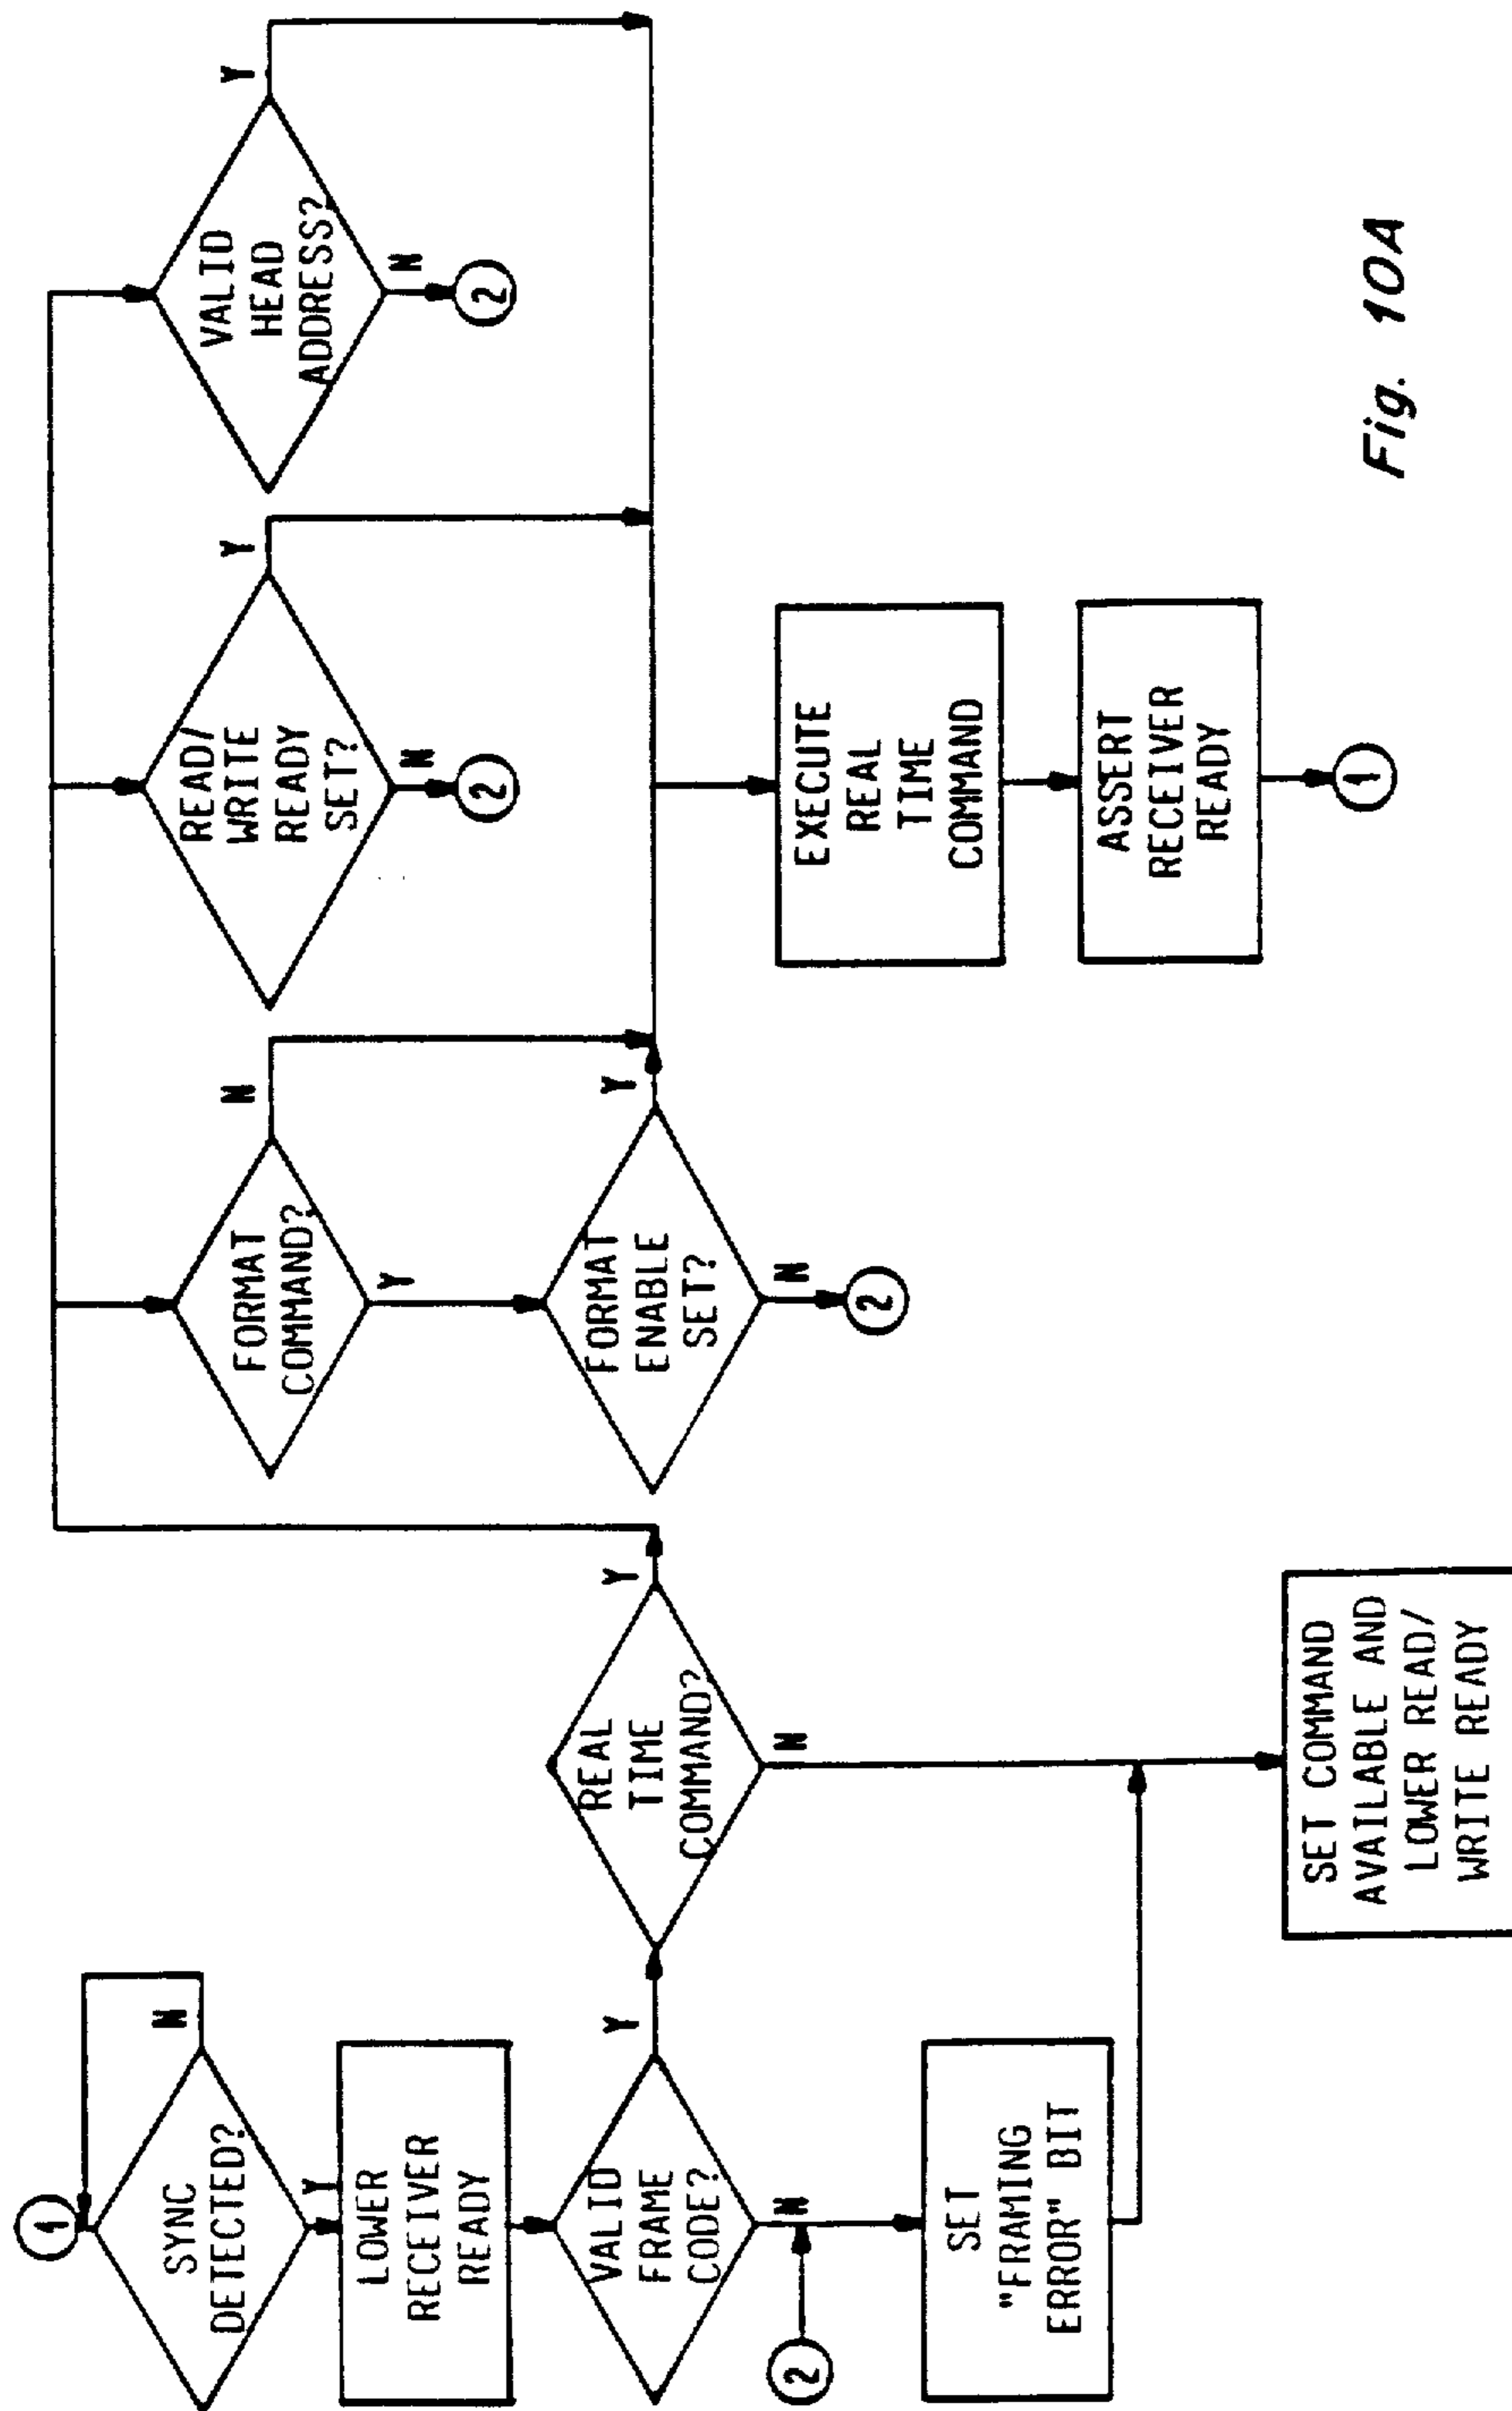 1
SYNC
DETECTED?
N
Y
LOWER
RECEIVER
READY
VALID
FRAME
CODE?
Y
N
2
SET
"FRAMING
ERROR" BIT
REAL
TIME
COMMAND?
Y
N
SET COMMAND
AVAILABLE AND
LOWER READ/
WRITE READY
FORMAT
COMMAND?
N
Y
FORMAT
ENABLE
SET?
Y
N
2
READ/
WRITE
READY
SET?
Y
N
2
VALID
HEAD
ADDRESS?
Y
N
2
EXECUTE
REAL
TIME
COMMAND
ASSERT
RECEIVER
READY
1
Fig. 10A